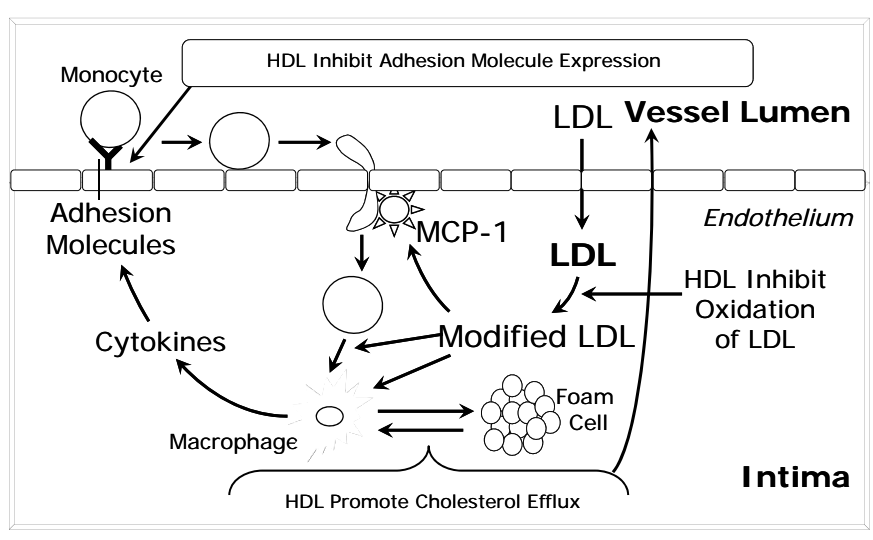 HDL Inhibit Adhesion Molecule Expression
Monocyte
LDL
Vessel Lumen
Adhesion
Molecules
MCP-1
Endothelium
LDL
HDL Inhibit
Oxidation
of LDL
Cytokines
Modified LDL
Foam
Cell
Macrophage
Intima
HDL Promote Cholesterol Efflux